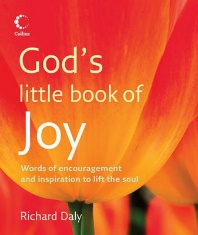 Collins
God's
little book of
Joy
Words of encouragement
and inspiration to lift the soul
Richard Daly